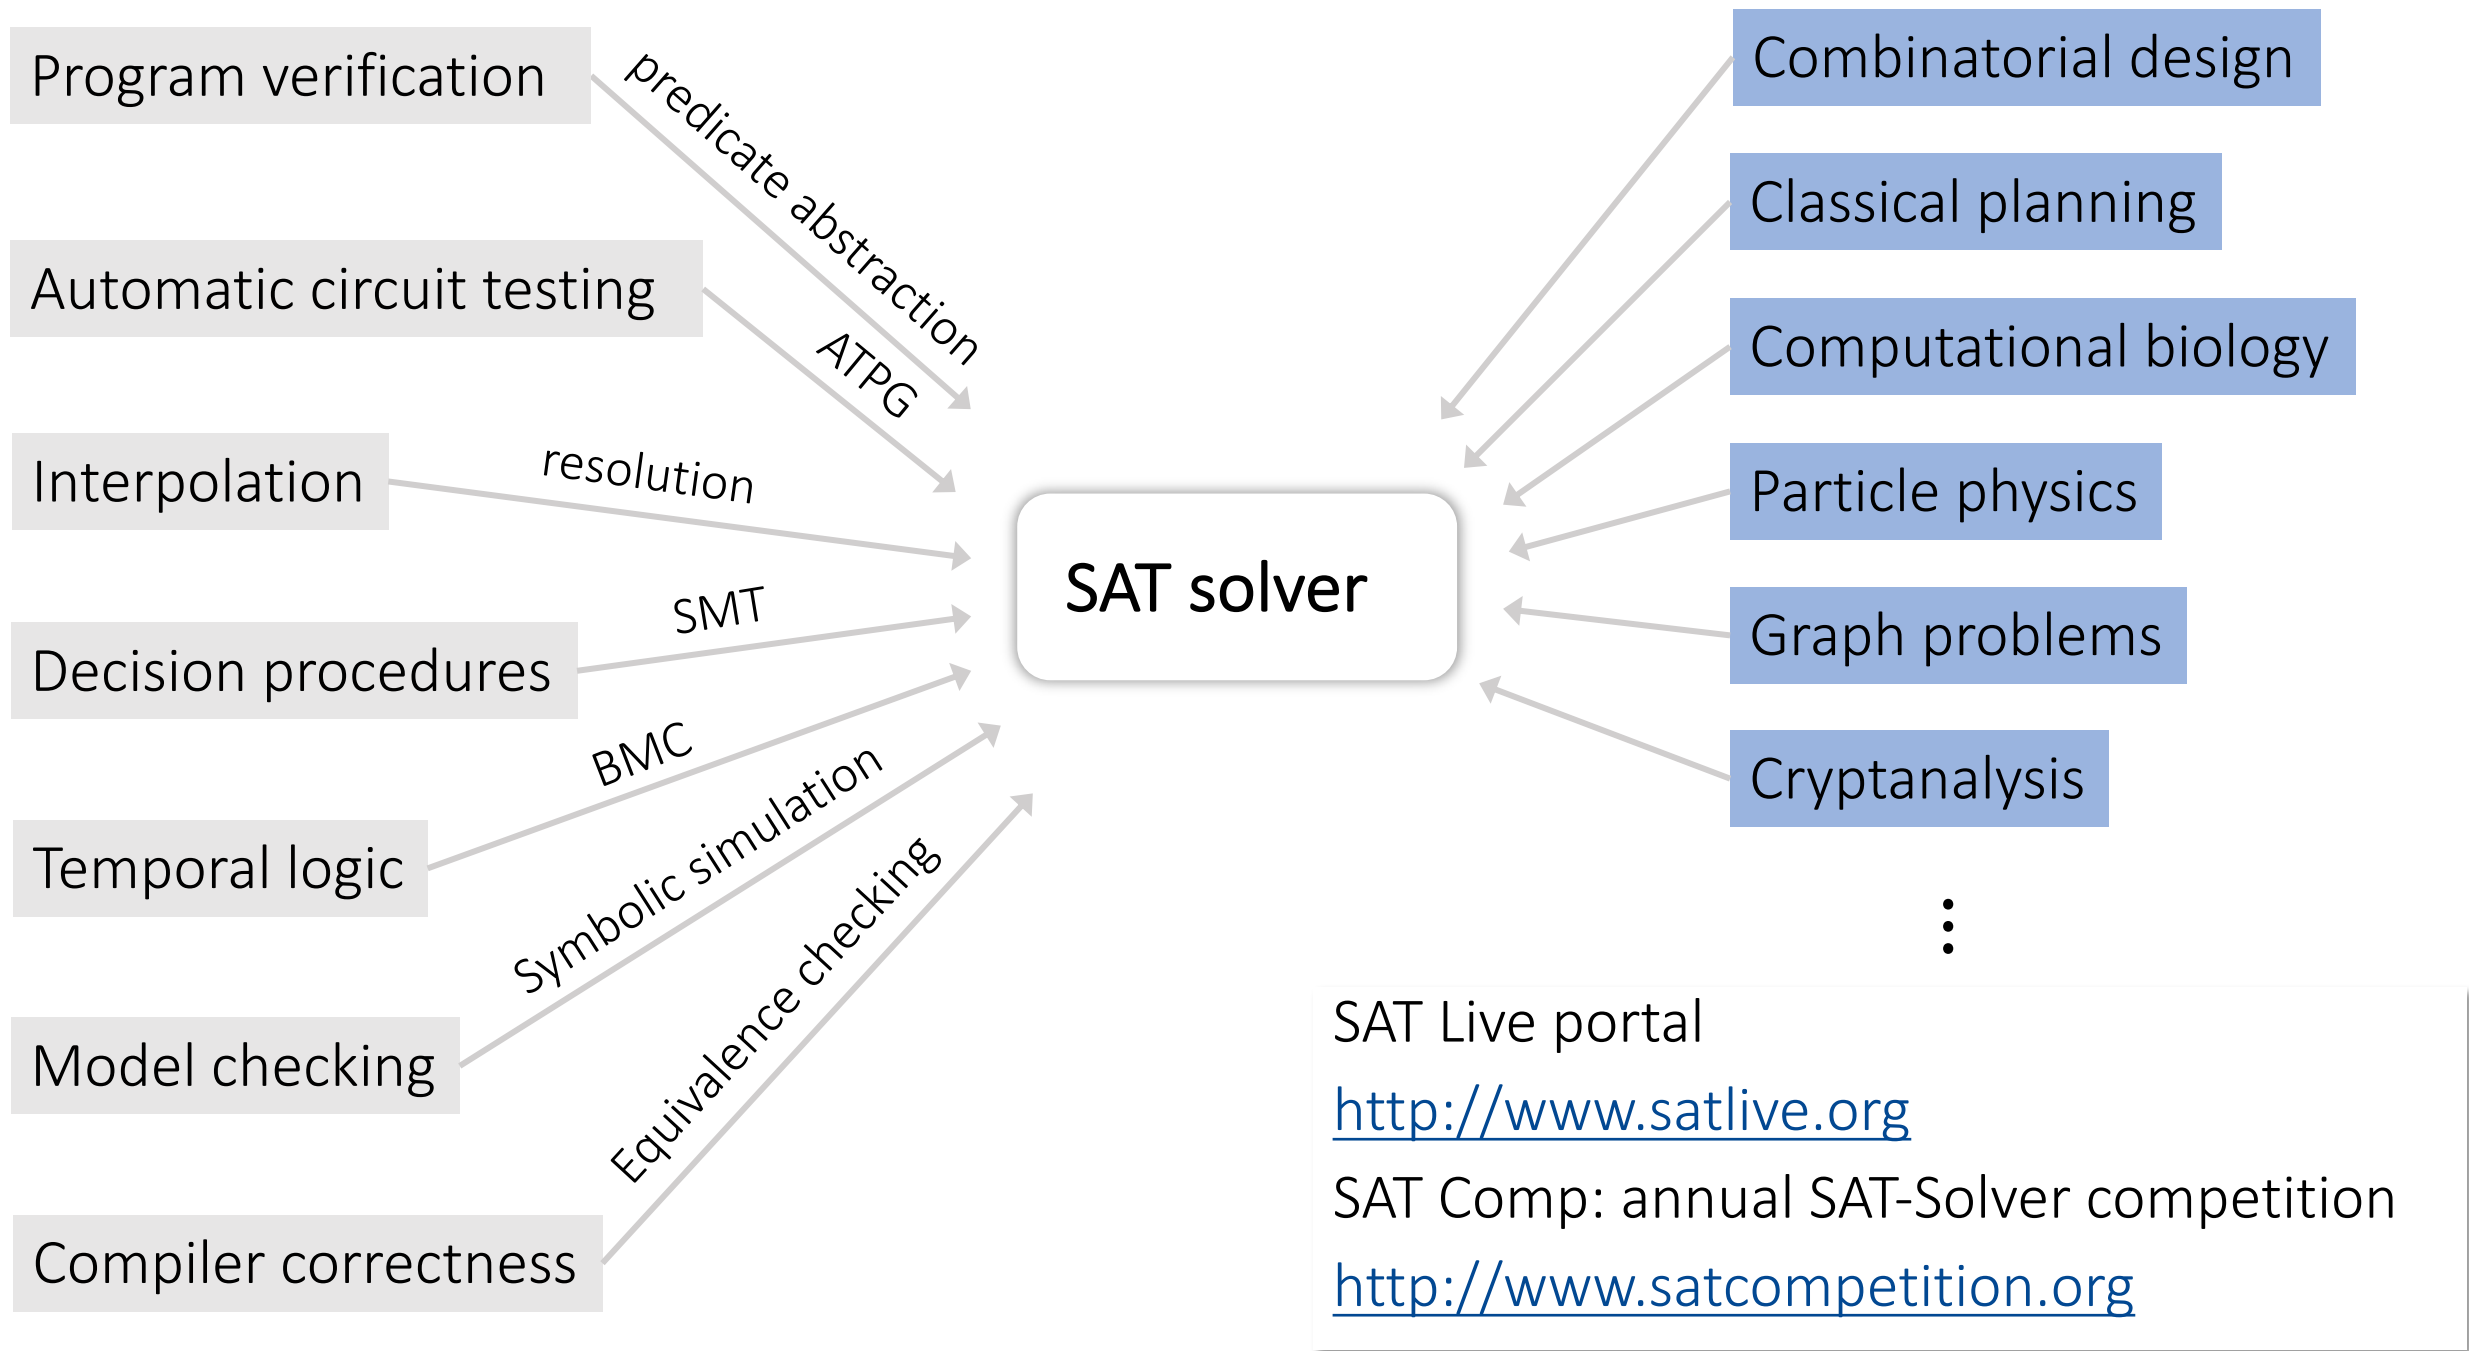 Program verification
predicate abstraction
Automatic circuit testing
ATPG
Interpolation
resolution
Decision procedures
SMT
Temporal logic
BMC
Model checking
Symbolic simulation
Compiler correctness
Equivalence checking
SAT solver
Combinatorial design
Classical planning
Computational biology
Particle physics
Graph problems
Cryptanalysis
⋮
SAT Live portal
http://www.satlive.org
SAT Comp: annual SAT-Solver competition
http://www.satcompetition.org